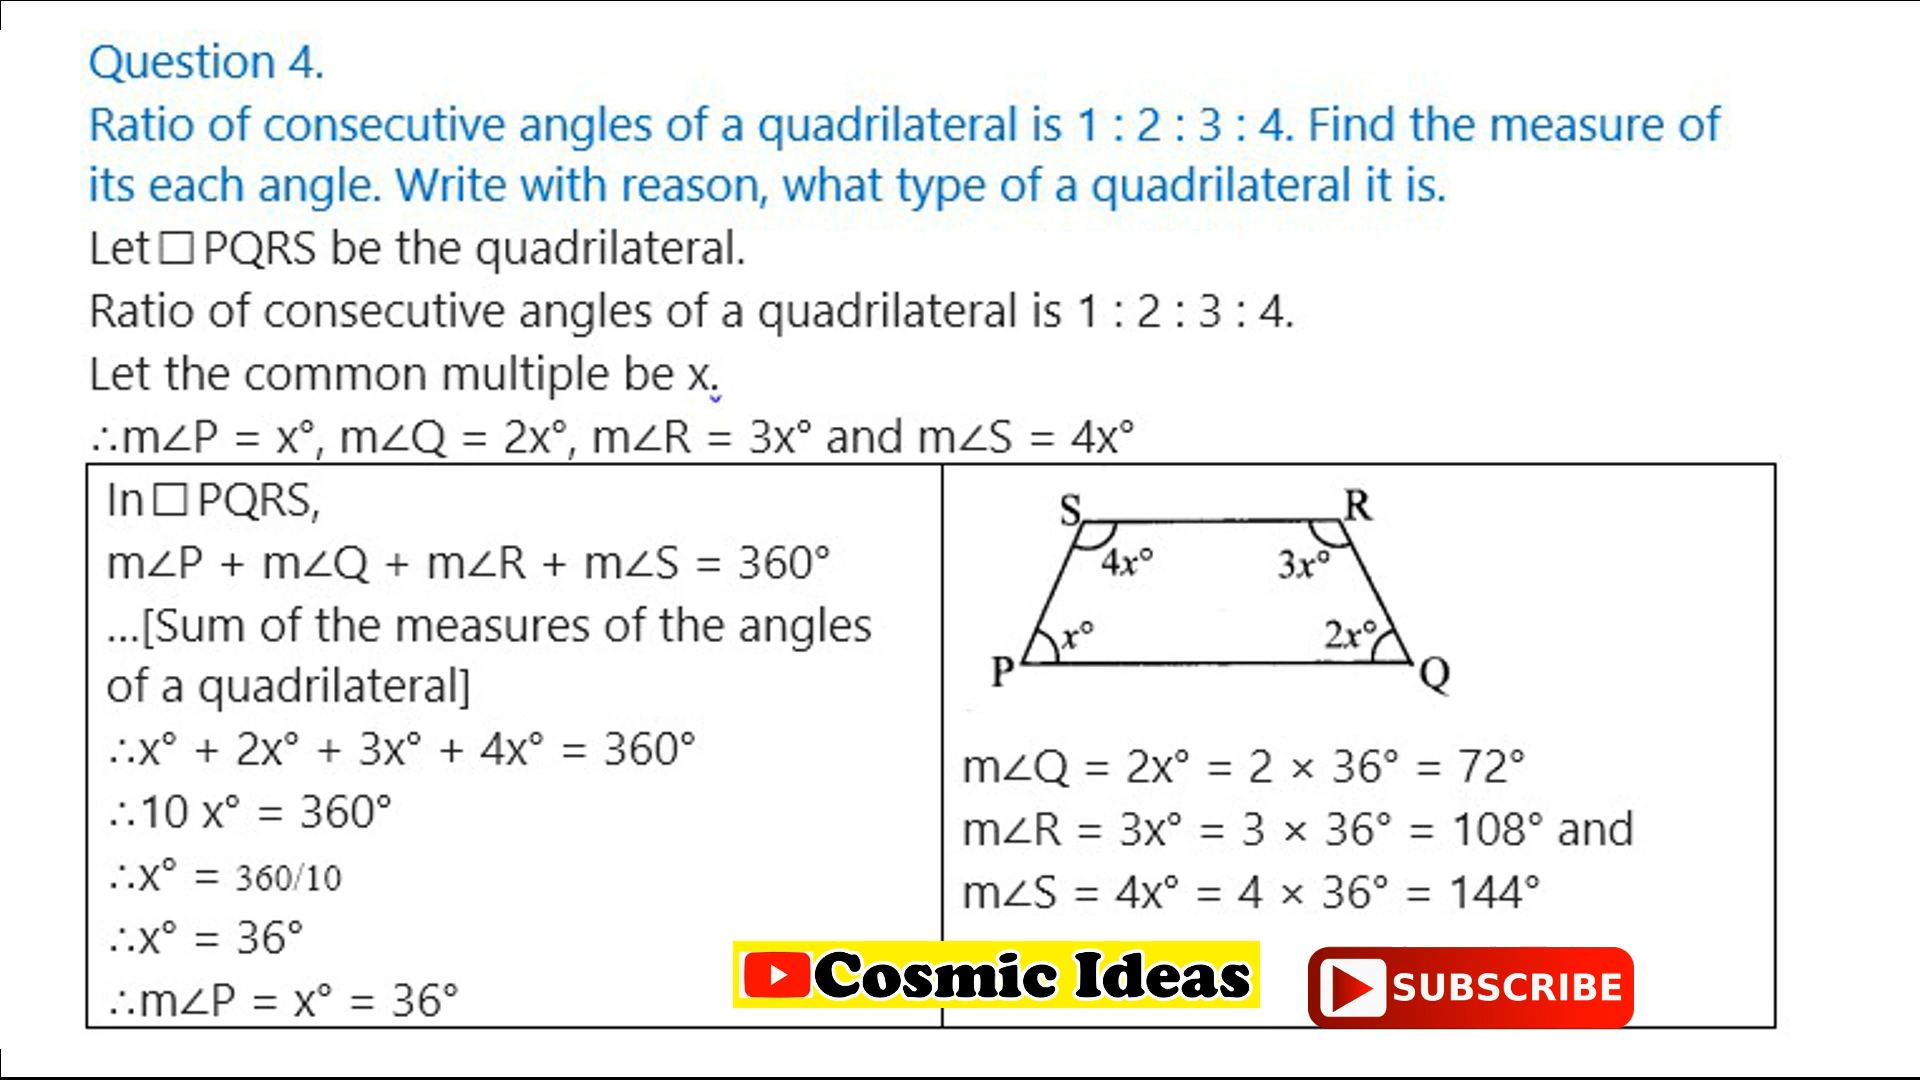 Question 4.
Ratio of consecutive angles of a quadrilateral is 1 : 2 : 3 : 4. Find the measure of
its each angle. Write with reason, what type of a quadrilateral it is.
Let □ PQRS be the quadrilateral.
Ratio of consecutive angles of a quadrilateral is 1 : 2 : 3 : 4.
Let the common multiple be x.
∴m∠P = x°, m∠Q = 2x°, m∠R = 3x° and m∠S = 4x°
In □ PQRS,
m∠P + m∠Q + m∠R + m∠S = 360°
...[Sum of the measures of the angles
of a quadrilateral]
∴x° + 2x° + 3x° + 4x° = 360°
∴10 x° = 360°
∴x° = 360/10
∴x° = 36°
∴m∠P = x° = 36°
S R
4x° 3x°
x° 2x°
P Q
m∠Q = 2x° = 2 × 36° = 72°
m∠R = 3x° = 3 × 36° = 108° and
m∠S = 4x° = 4 × 36° = 144°
Cosmic Ideas
SUBSCRIBE